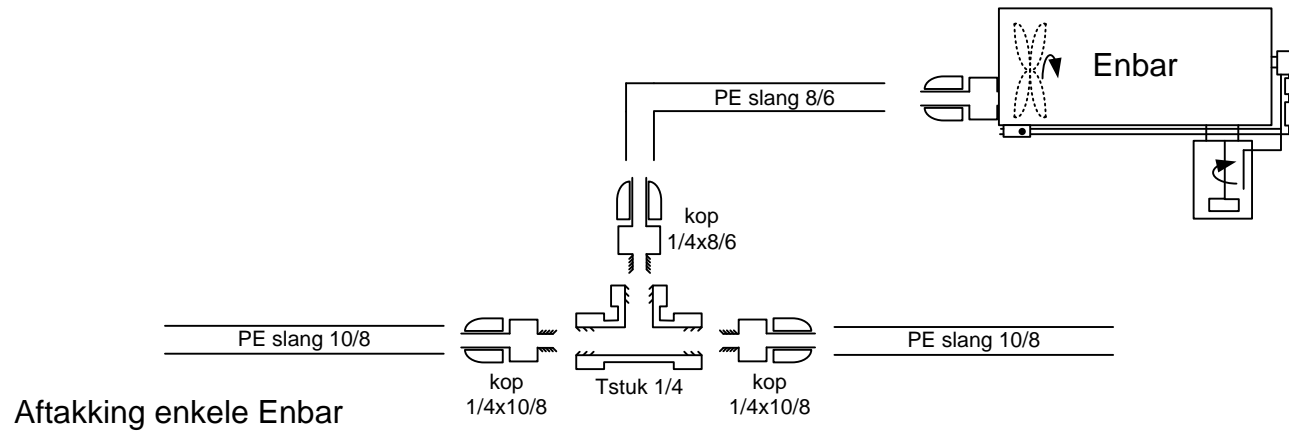 Enbar
PE slang 8/6
kop
1/4x8/6
PE slang 10/8
PE slang 10/8
kop
1/4x10/8
Tstuk 1/4
kop
1/4x10/8
Aftakking enkele Enbar